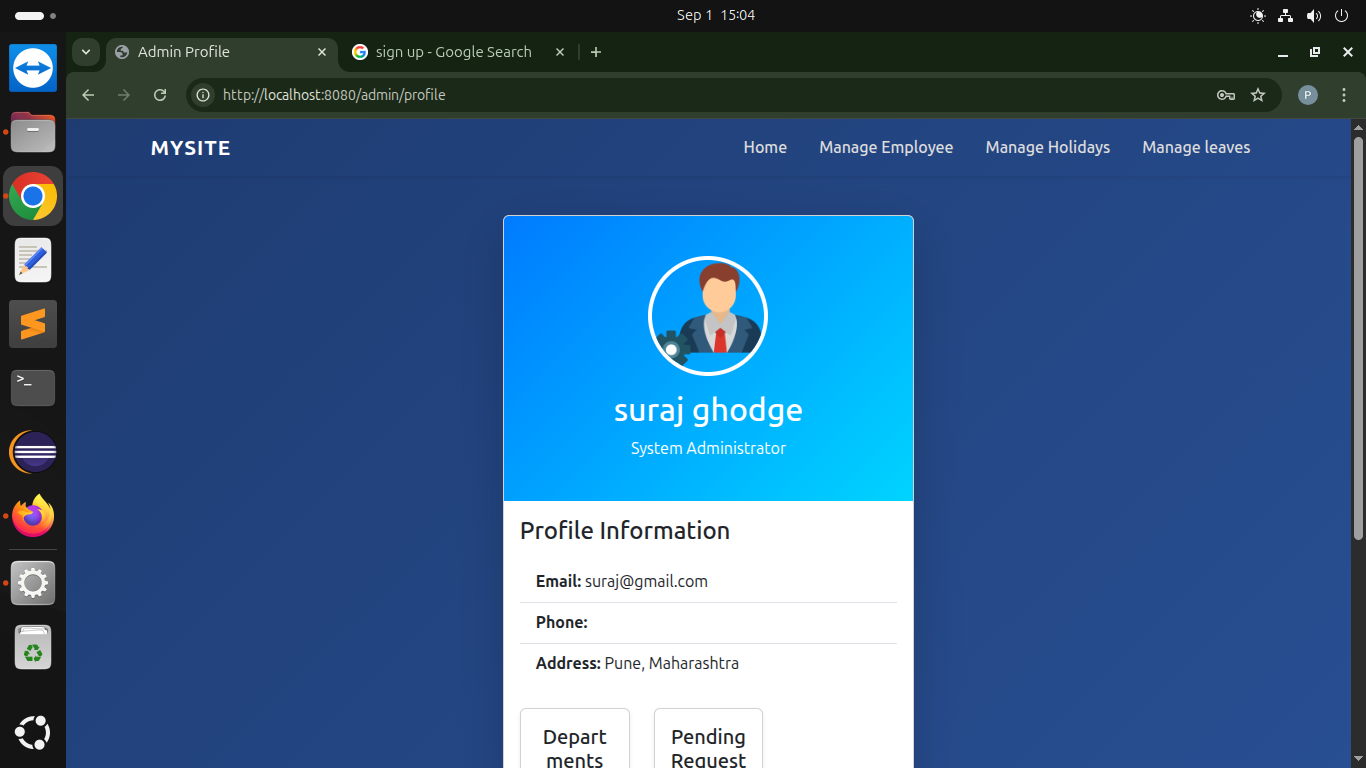 Sep 1 15:04
Admin Profile
sign up - Google Search
http://localhost:8080/admin/profile
P
MYSITE
Home
Manage Employee
Manage Holidays
Manage leaves
suraj ghodge
System Administrator
Profile Information
Email: suraj@gmail.com
Phone:
Address: Pune, Maharashtra
Depart
ments
Pending
Request